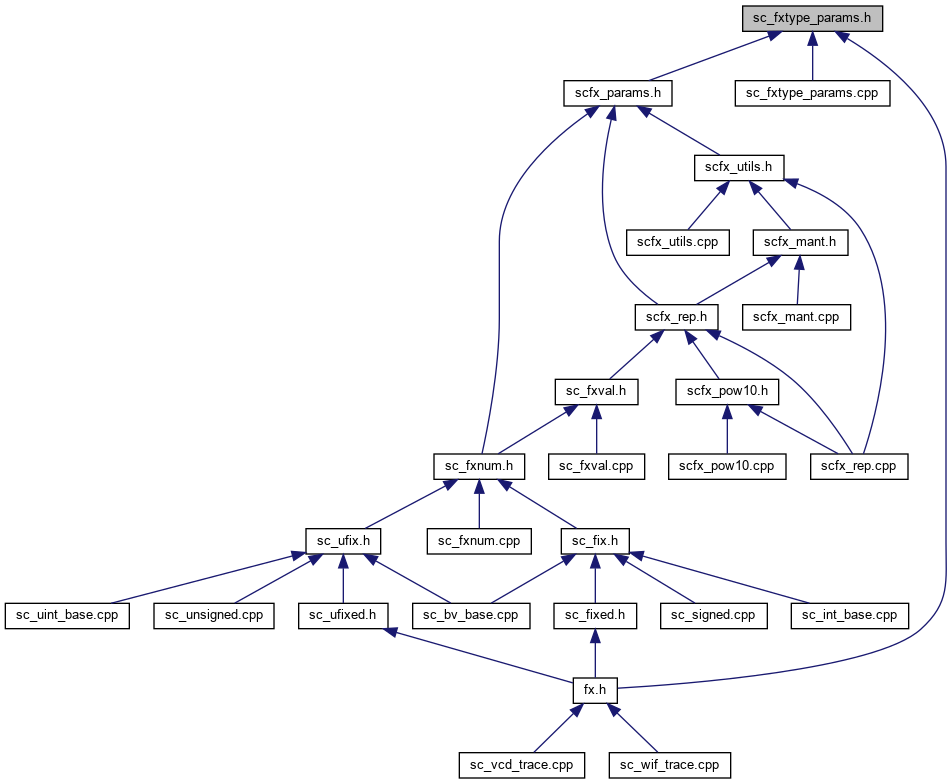 sc_fxtype_params.h
scfx_params.h
sc_fxtype_params.cpp
scfx_utils.h
scfx_utils.cpp
scfx_mant.h
scfx_rep.h
scfx_mant.cpp
sc_fxval.h
scfx_pow10.h
sc_fxnum.h
sc_fxval.cpp
scfx_pow10.cpp
scfx_rep.cpp
sc_ufix.h
sc_fxnum.cpp
sc_fix.h
sc_uint_base.cpp
sc_unsigned.cpp
sc_ufixed.h
sc_bv_base.cpp
sc_fixed.h
sc_signed.cpp
sc_int_base.cpp
fx.h
sc_vcd_trace.cpp
sc_wif_trace.cpp